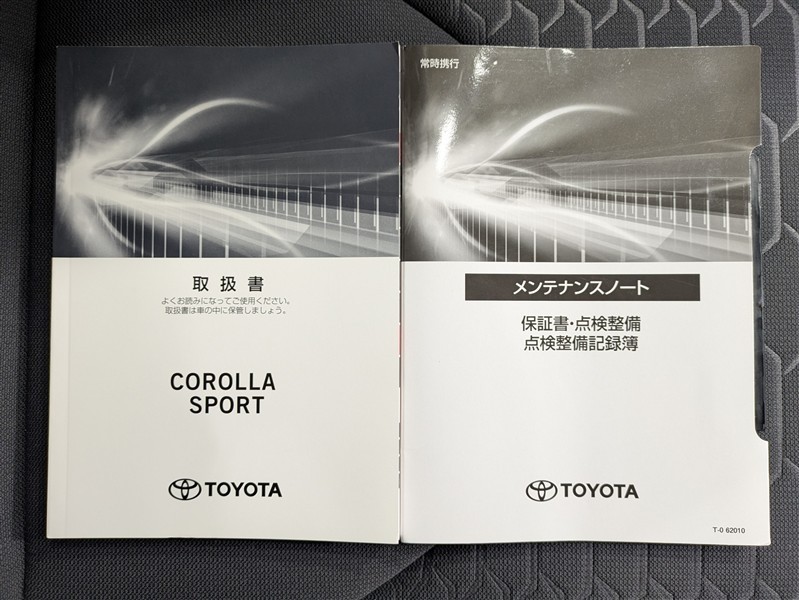 取扱書
よくお読みになってご使用ください。
取扱書は車の中に保管しましょう。
COROLLA
SPORT
TOYOTA
常時携行
メンテナンスノート
保証書・点検整備
点検整備記録簿
TOYOTA
T-0 62010